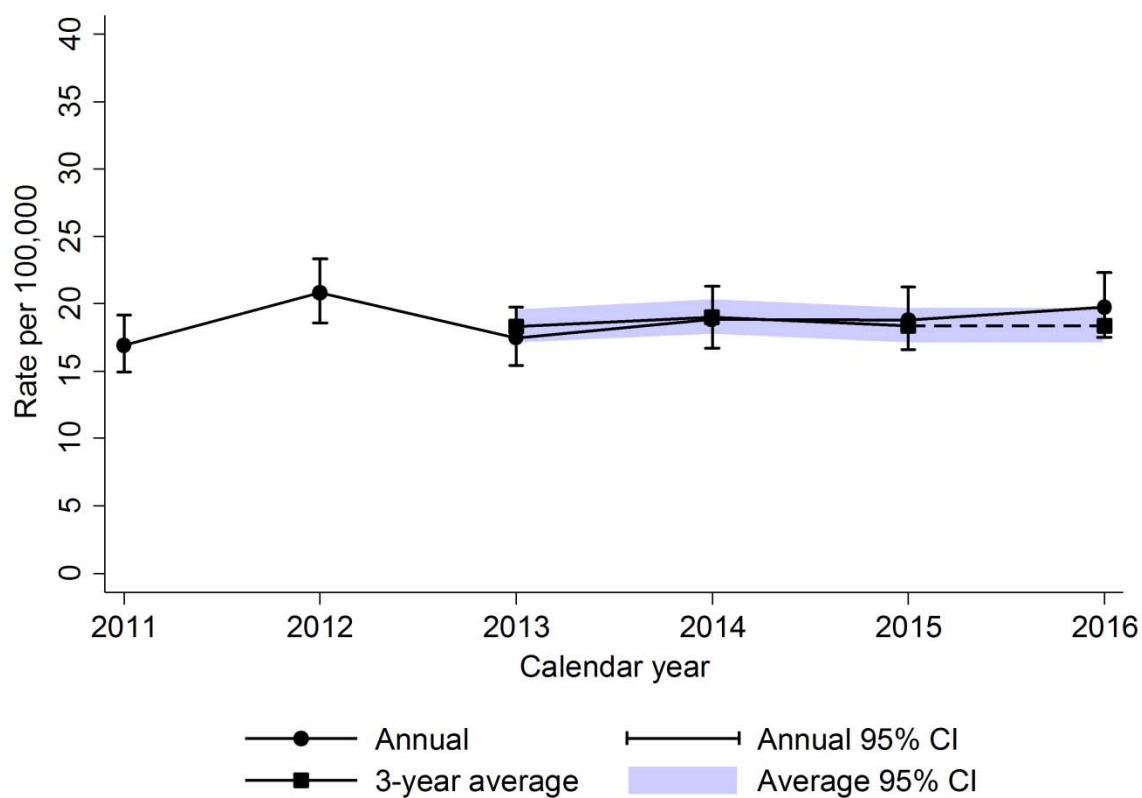 40
35
30
25
20
15
10
5
0
Rate per 100,000
2011 2012 2013 2014 2015 2016
Calendar year
Annual Annual 95% CI
3-year average Average 95% CI